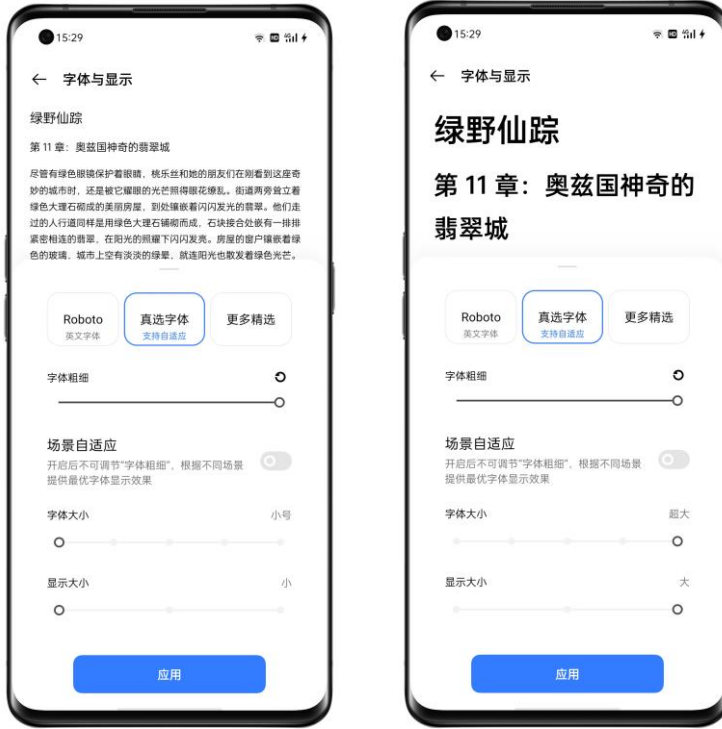 15:29
HD
字体与显示
绿野仙踪
第 11 章：奥兹国神奇的翡翠城
尽管有绿色眼镜保护着眼睛，桃乐丝和她的朋友们在刚看到这座奇
妙的城市时，还是被它耀眼的光芒照得眼花缭乱。街道两旁耸立着
绿色大理石砌成的美丽房屋，到处镶嵌着闪闪发光的翡翠。他们走
过的人行道同样是用绿色大理石铺砌而成，石块接合处嵌有一排排
紧密相连的翡翠，在阳光的照耀下闪闪发亮。房屋的窗户镶嵌着绿
色的玻璃，城市上空有淡淡的绿晕，就连阳光也散发着绿色光芒。
Roboto
英文字体
真选字体
支持自适应
更多精选
字体粗细
场景自适应
开启后不可调节“字体粗细”，根据不同场景
提供最优字体显示效果
字体大小 小号
显示大小 小
应用
15:29
HD
字体与显示
绿野仙踪
第 11 章：奥兹国神奇的
翡翠城
Roboto
英文字体
真选字体
支持自适应
更多精选
字体粗细
场景自适应
开启后不可调节“字体粗细”，根据不同场景
提供最优字体显示效果
字体大小 超大
显示大小 大
应用